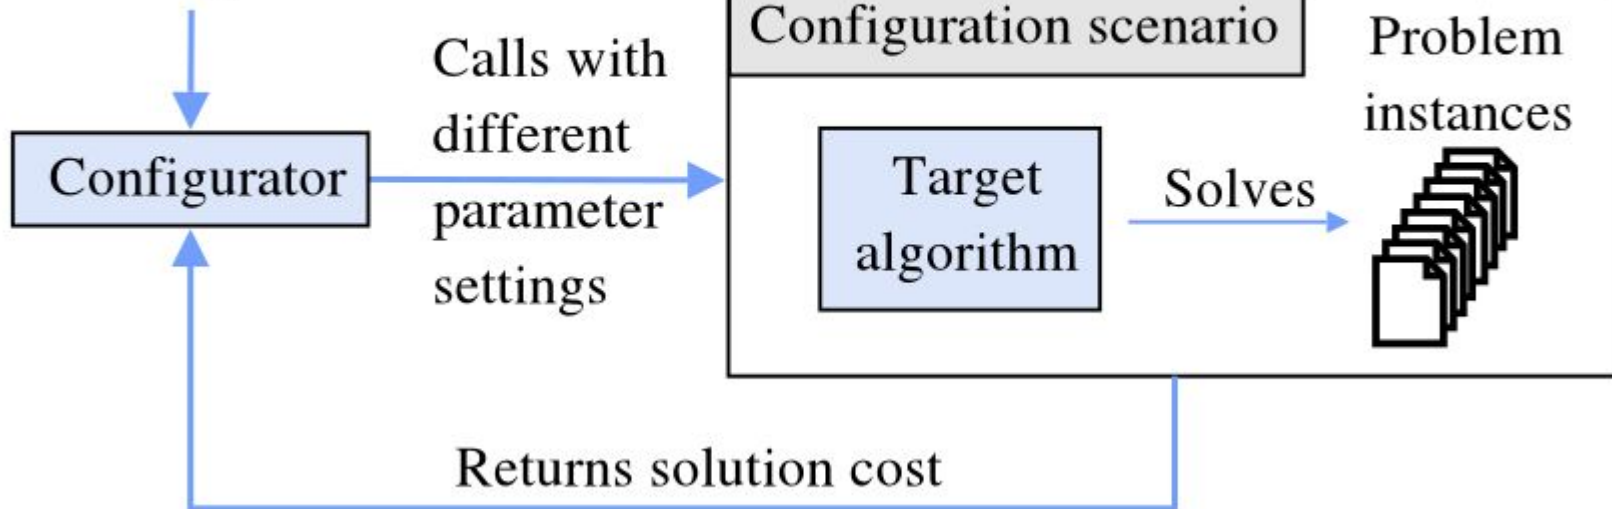 Configuration scenario
Problem
instances
Calls with
different
parameter
settings
Configurator
Target
algorithm
Solves
Returns solution cost